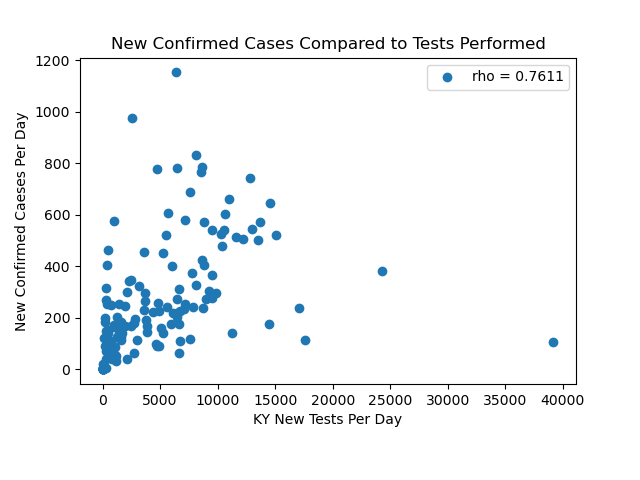 New Confirmed Cases Compared to Tests Performed
rho = 0.7611
New Confirmed Caeses Per Day
1200
1000
800
600
400
200
0
0 5000 10000 15000 20000 25000 30000 35000 40000
KY New Tests Per Day